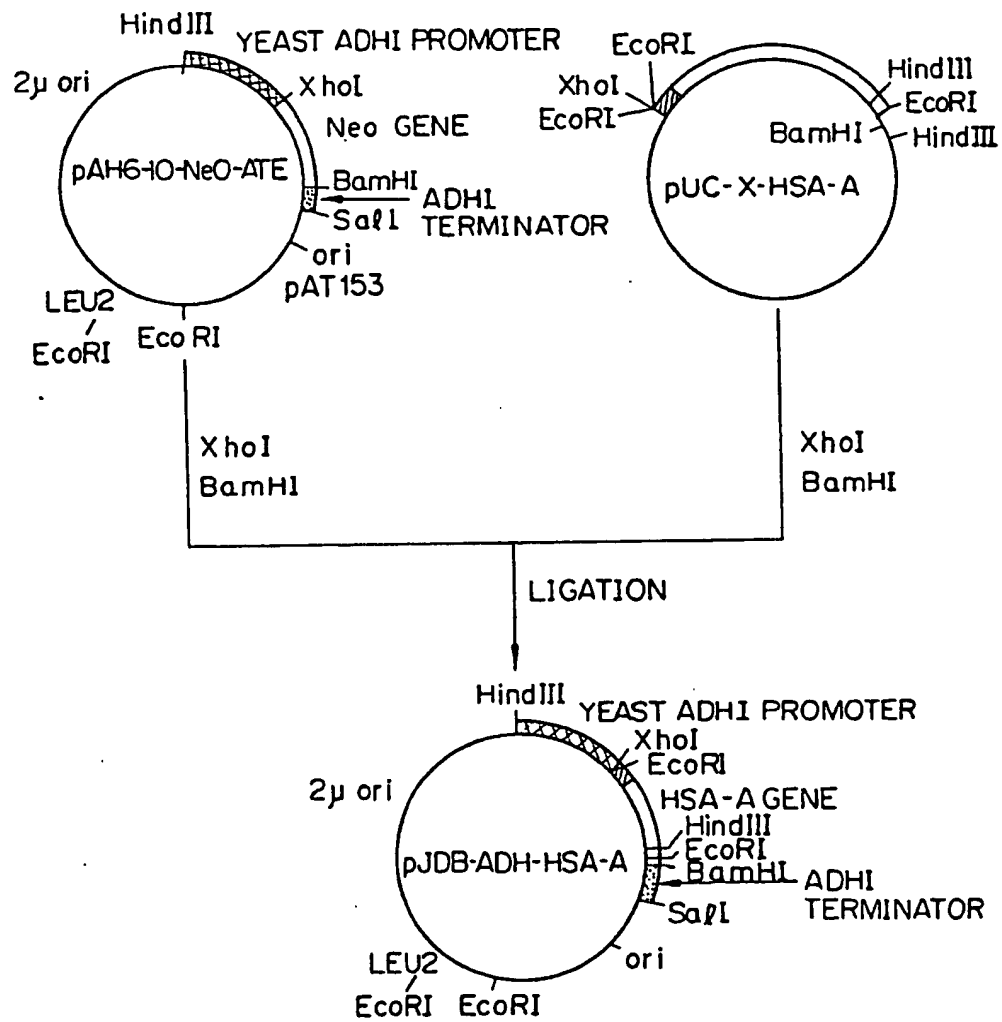 HindIII
YEAST ADHI PROMOTER
2μ ori
XhoI
Neo GENE
pAH6-10-NeO-ATE
BamHI
ADHI
TERMINATOR
SalI
ori
pAT153
LEU2
EcoRI
EcoRI
EcoRI
XhoI
EcoRI
HindIII
EcoRI
BamHI
HindIII
pUC-X-HSA-A
XhoI
BamHI
XhoI
BamHI
LIGATION
HindIII
YEAST ADHI PROMOTER
XhoI
EcoRI
2μ ori
HSA-A GENE
HindIII
EcoRI
BamHI
pJDB-ADH-HSA-A
ADHI
TERMINATOR
SalI
ori
LEU2
EcoRI
EcoRI